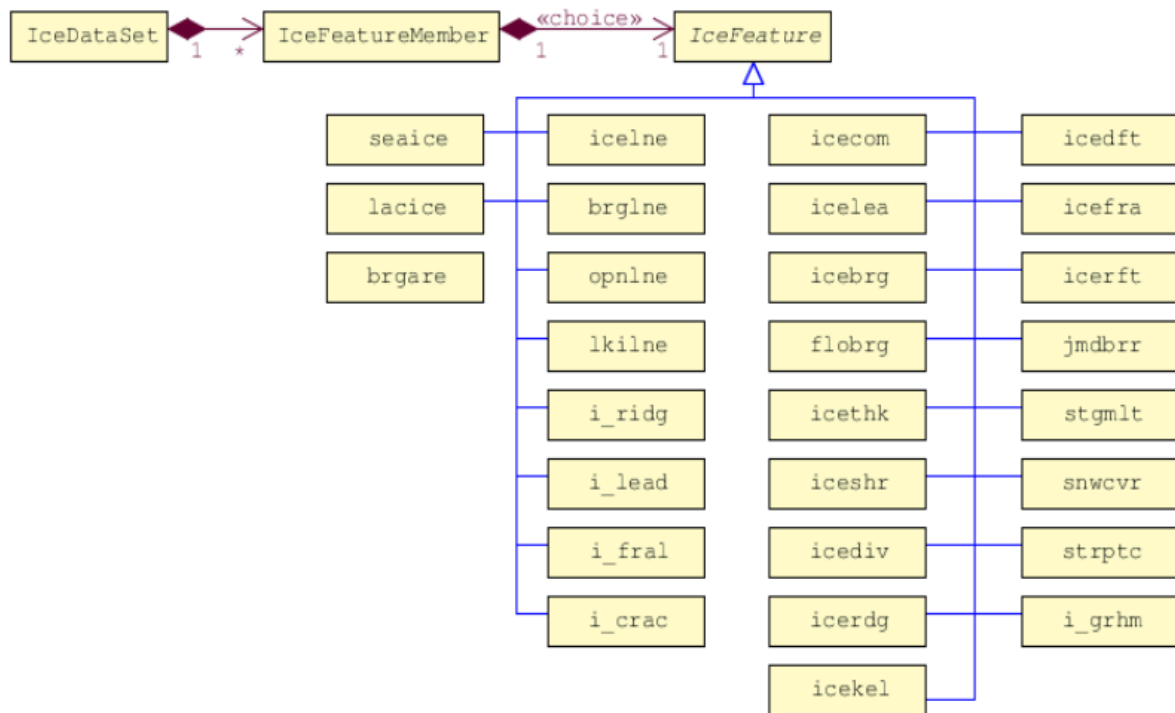 IceDataSet 1 * IceFeatureMember 1 «choice» 1 IceFeature
seaice icelne icecom icedft
lacice brglne icelea icefra
brgare opnlne icebrg icerft
lkilne flobrg jmdbrr
i_ridg icethk stgmlt
i_lead iceshr snwcvr
i_fral icediv strptc
i_crac icerdg i_grhm
icekel